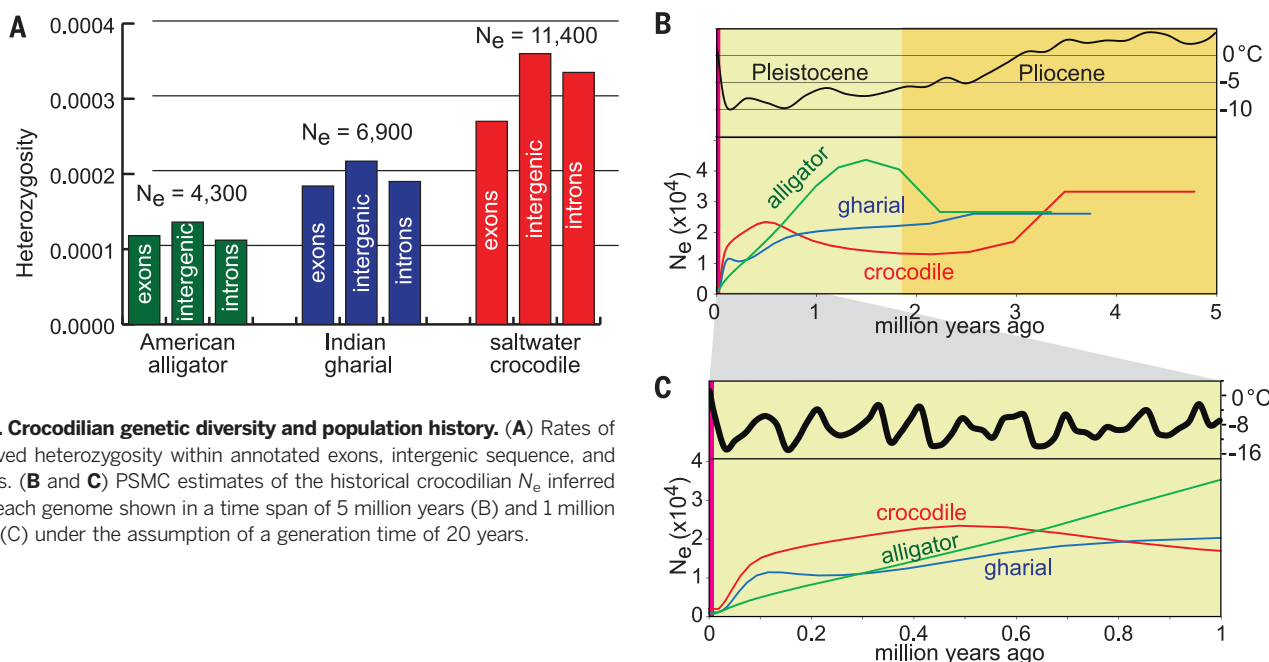 A
Heterozygosity
0.0004
0.0003
0.0002
0.0001
0.0000
Ne = 4,300
Ne = 6,900
Ne = 11,400
exons
intergenic
introns
exons
intergenic
introns
exons
intergenic
introns
American
alligator
Indian
gharial
saltwater
crocodile
. Crocodilian genetic diversity and population history. (A) Rates of
ved heterozygosity within annotated exons, intergenic sequence, and
s. (B and C) PSMC estimates of the historical crocodilian Ne inferred
each genome shown in a time span of 5 million years (B) and 1 million
(C) under the assumption of a generation time of 20 years.
B
Pleistocene
Pliocene
0 °C
-5
-10
Ne (x10⁴)
4
3
2
1
0
alligator
gharial
crocodile
0 1 2 3 4 5
million years ago
C
0 °C
-8
-16
Ne (x10⁴)
4
3
2
1
0
crocodile
alligator
gharial
0 0.2 0.4 0.6 0.8 1
million years ago